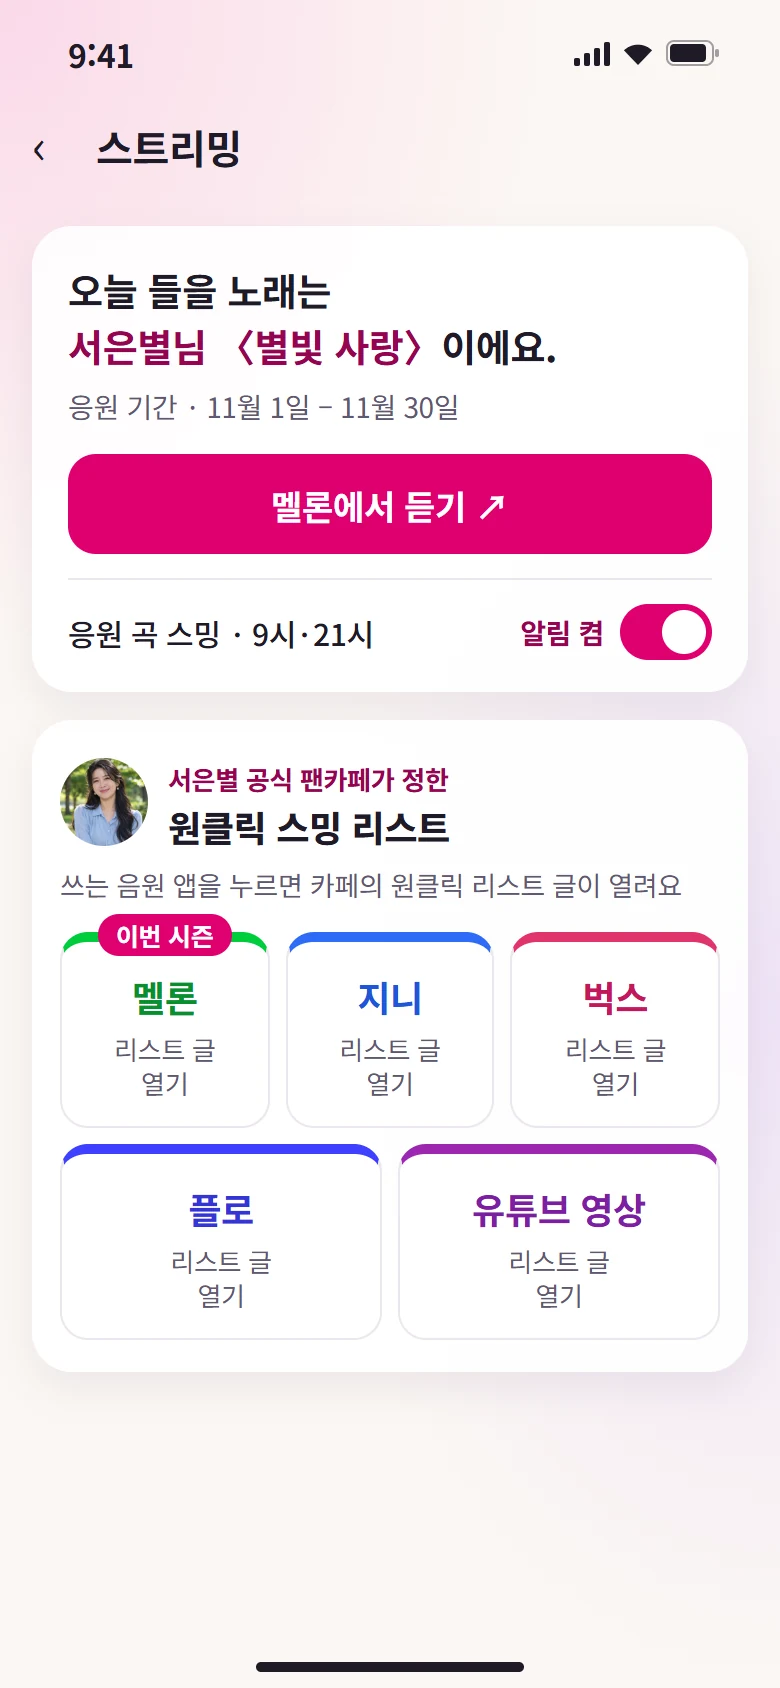 9:41
‹ 스트리밍
오늘 들을 노래는
서은별님 〈별빛 사랑〉이에요.
응원 기간 · 11월 1일 – 11월 30일
멜론에서 듣기 ↗
응원 곡 스밍 · 9시·21시 알림 켬
서은별 공식 팬카페가 정한
원클릭 스밍 리스트
쓰는 음원 앱을 누르면 카페의 원클릭 리스트 글이 열려요
이번 시즌
멜론
리스트 글
열기
지니
리스트 글
열기
벅스
리스트 글
열기
플로
리스트 글
열기
유튜브 영상
리스트 글
열기